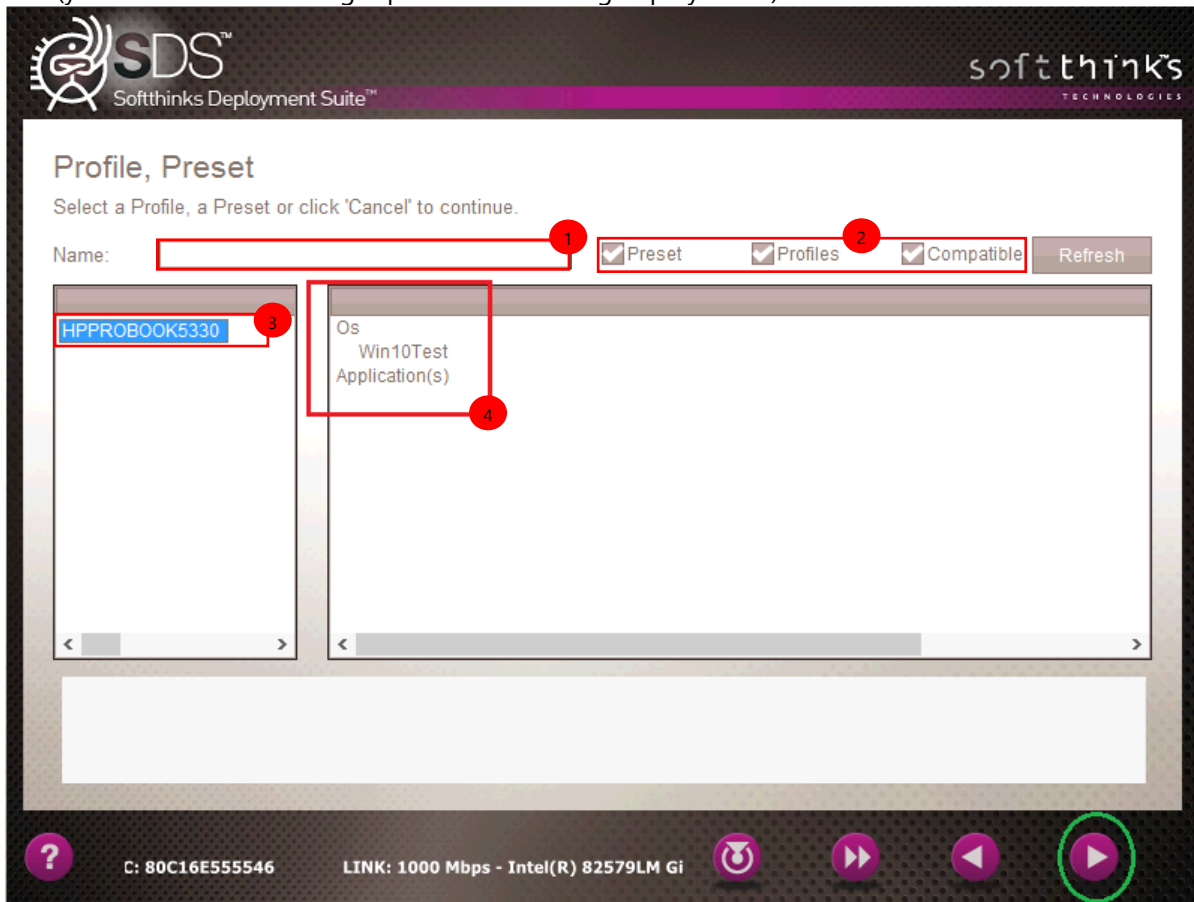 SDS™
Softthinks Deployment Suite™
softthinks
TECHNOLOGIES
Profile, Preset
Select a Profile, a Preset or click 'Cancel' to continue.
Name: 1 Preset Profiles 2 Compatible Refresh
HPPROBOOK5330 3
Os
Win10Test
Application(s)
4
? C: 80C16E555546 LINK: 1000 Mbps - Intel(R) 82579LM Gi